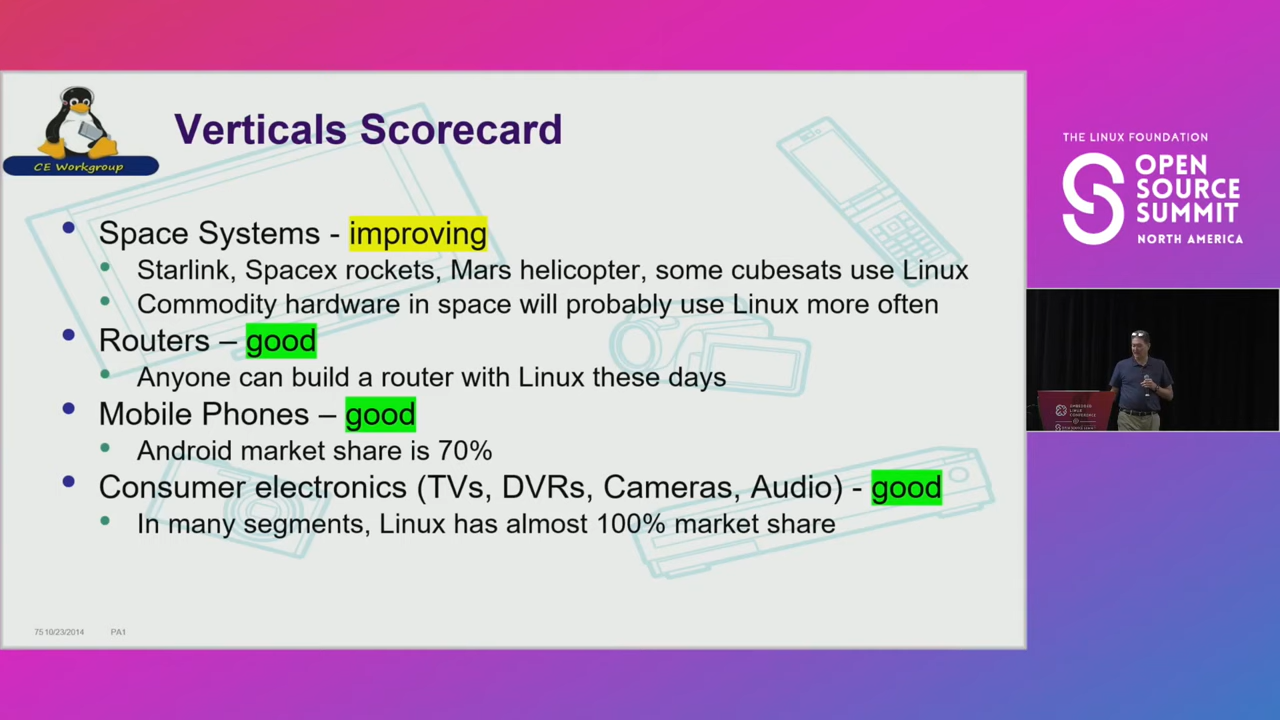 CE Workgroup
Verticals Scorecard
Space Systems - improving
Starlink, Spacex rockets, Mars helicopter, some cubesats use Linux
Commodity hardware in space will probably use Linux more often
Routers – good
Anyone can build a router with Linux these days
Mobile Phones – good
Android market share is 70%
Consumer electronics (TVs, DVRs, Cameras, Audio) - good
In many segments, Linux has almost 100% market share
75 10/23/2014 PA1
THE LINUX FOUNDATION
OPEN
SOURCE
SUMMIT
NORTH AMERICA
EMBEDDED
LINUX
CONFERENCE